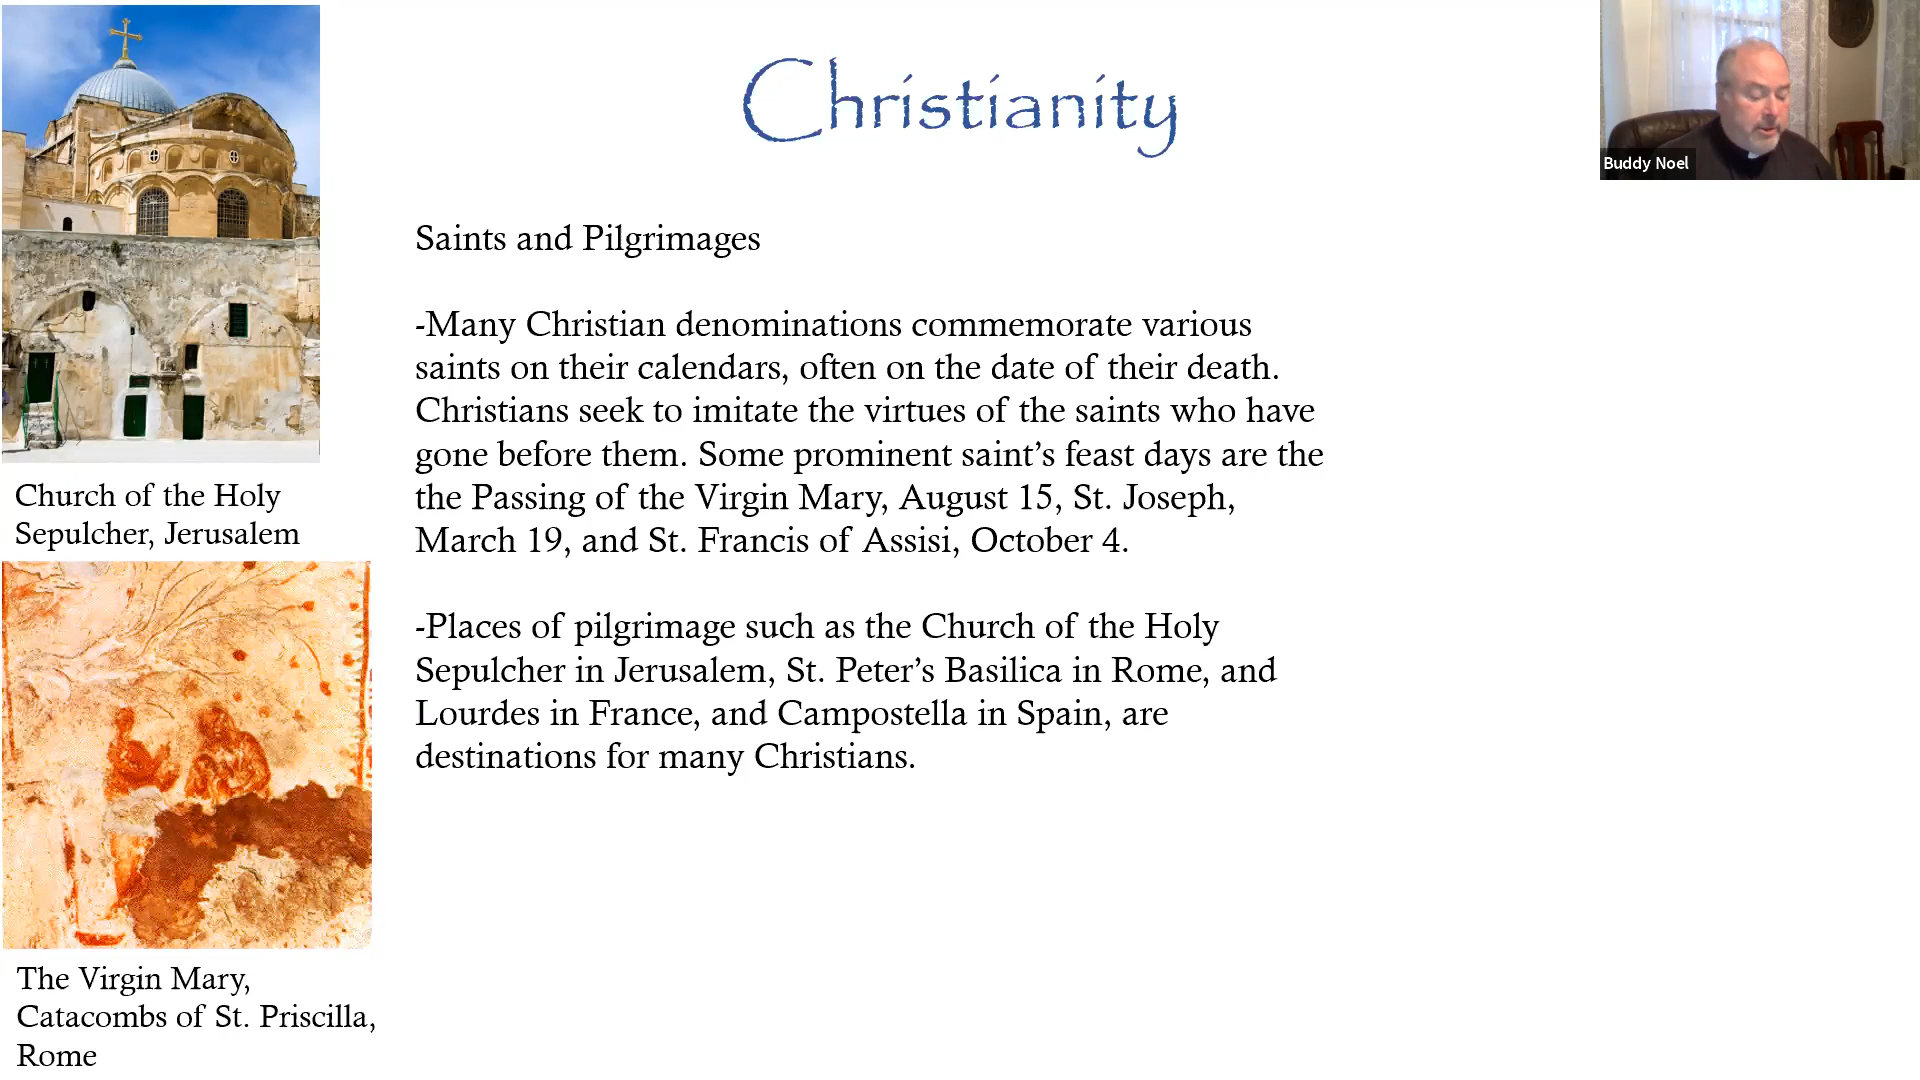 Christianity
Buddy Noel
Saints and Pilgrimages
-Many Christian denominations commemorate various
saints on their calendars, often on the date of their death.
Christians seek to imitate the virtues of the saints who have
gone before them. Some prominent saint’s feast days are the
the Passing of the Virgin Mary, August 15, St. Joseph,
March 19, and St. Francis of Assisi, October 4.
-Places of pilgrimage such as the Church of the Holy
Sepulcher in Jerusalem, St. Peter’s Basilica in Rome, and
Lourdes in France, and Campostella in Spain, are
destinations for many Christians.
Church of the Holy
Sepulcher, Jerusalem
The Virgin Mary,
Catacombs of St. Priscilla,
Rome